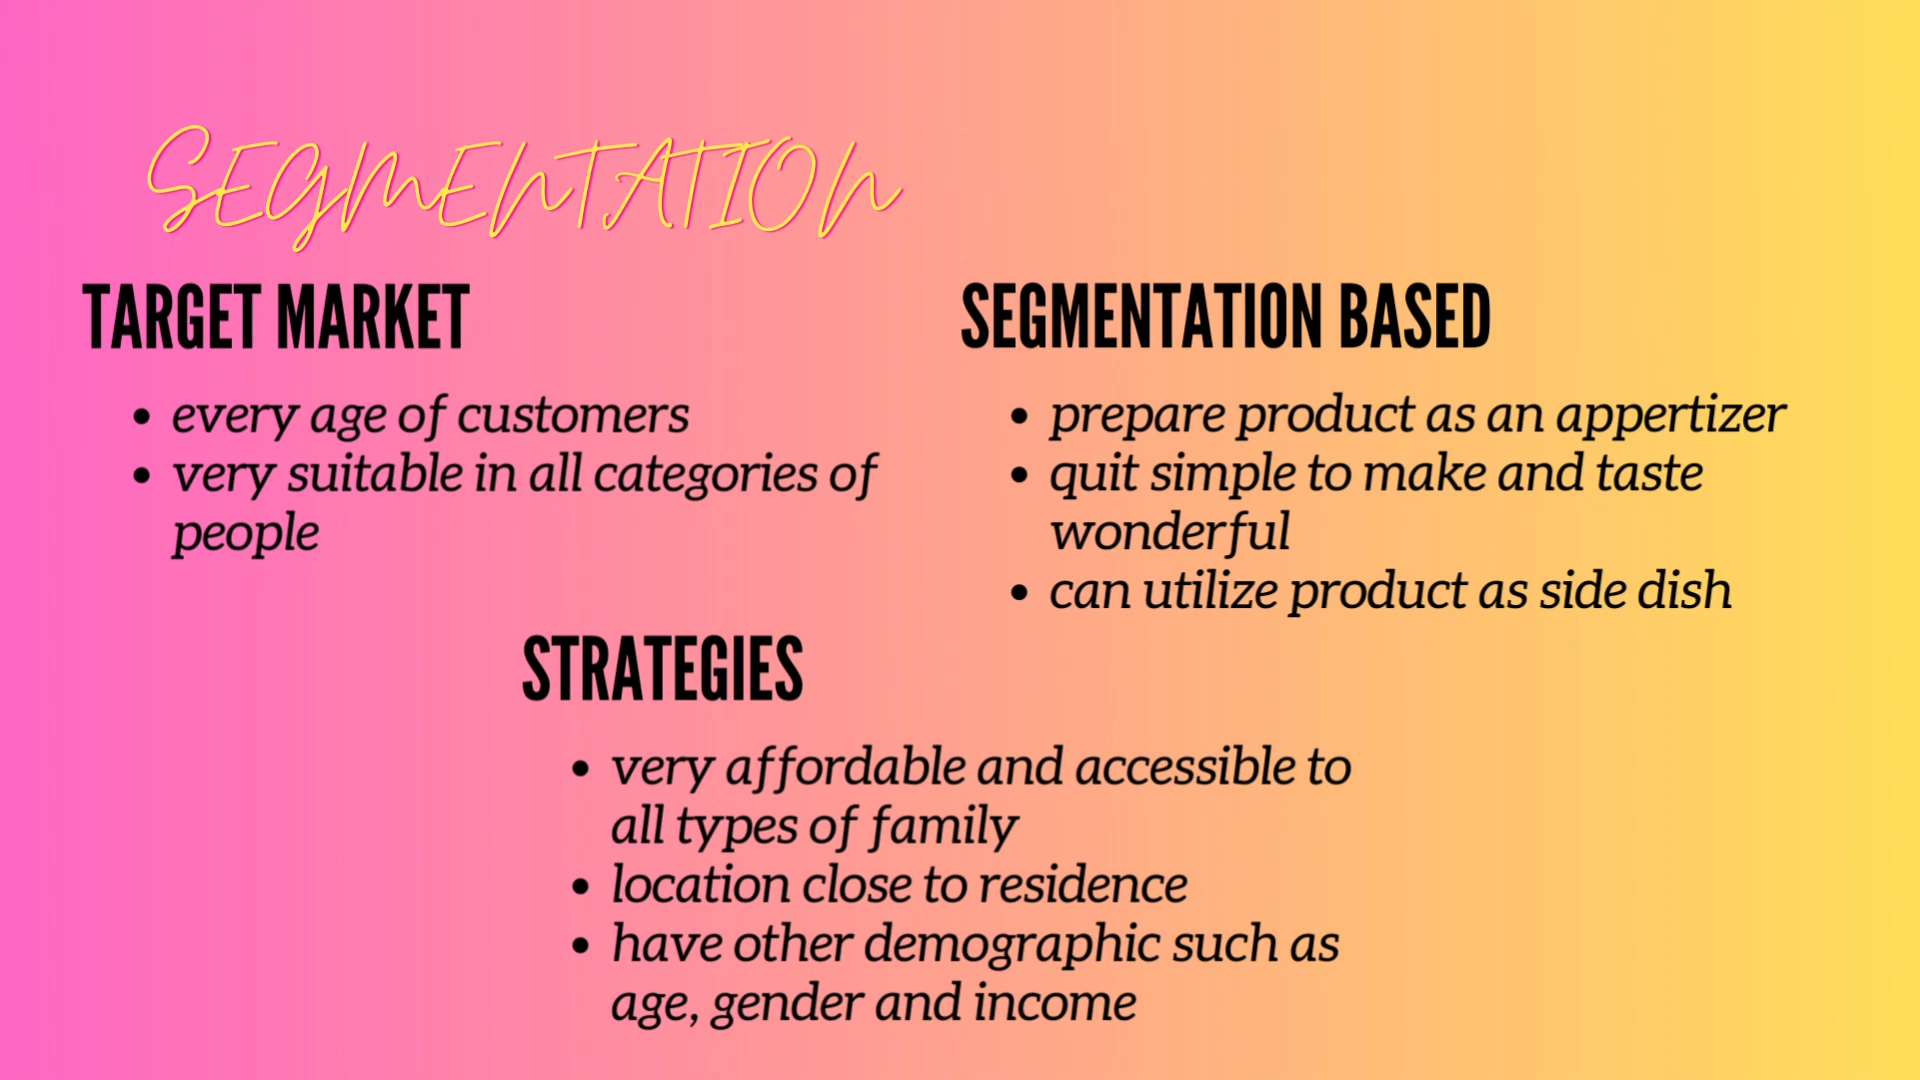 SEGMENTATION
TARGET MARKET
• every age of customers
• very suitable in all categories of
people
SEGMENTATION BASED
• prepare product as an appertizer
• quit simple to make and taste
wonderful
• can utilize product as side dish
STRATEGIES
• very affordable and accessible to
all types of family
• location close to residence
• have other demographic such as
age, gender and income